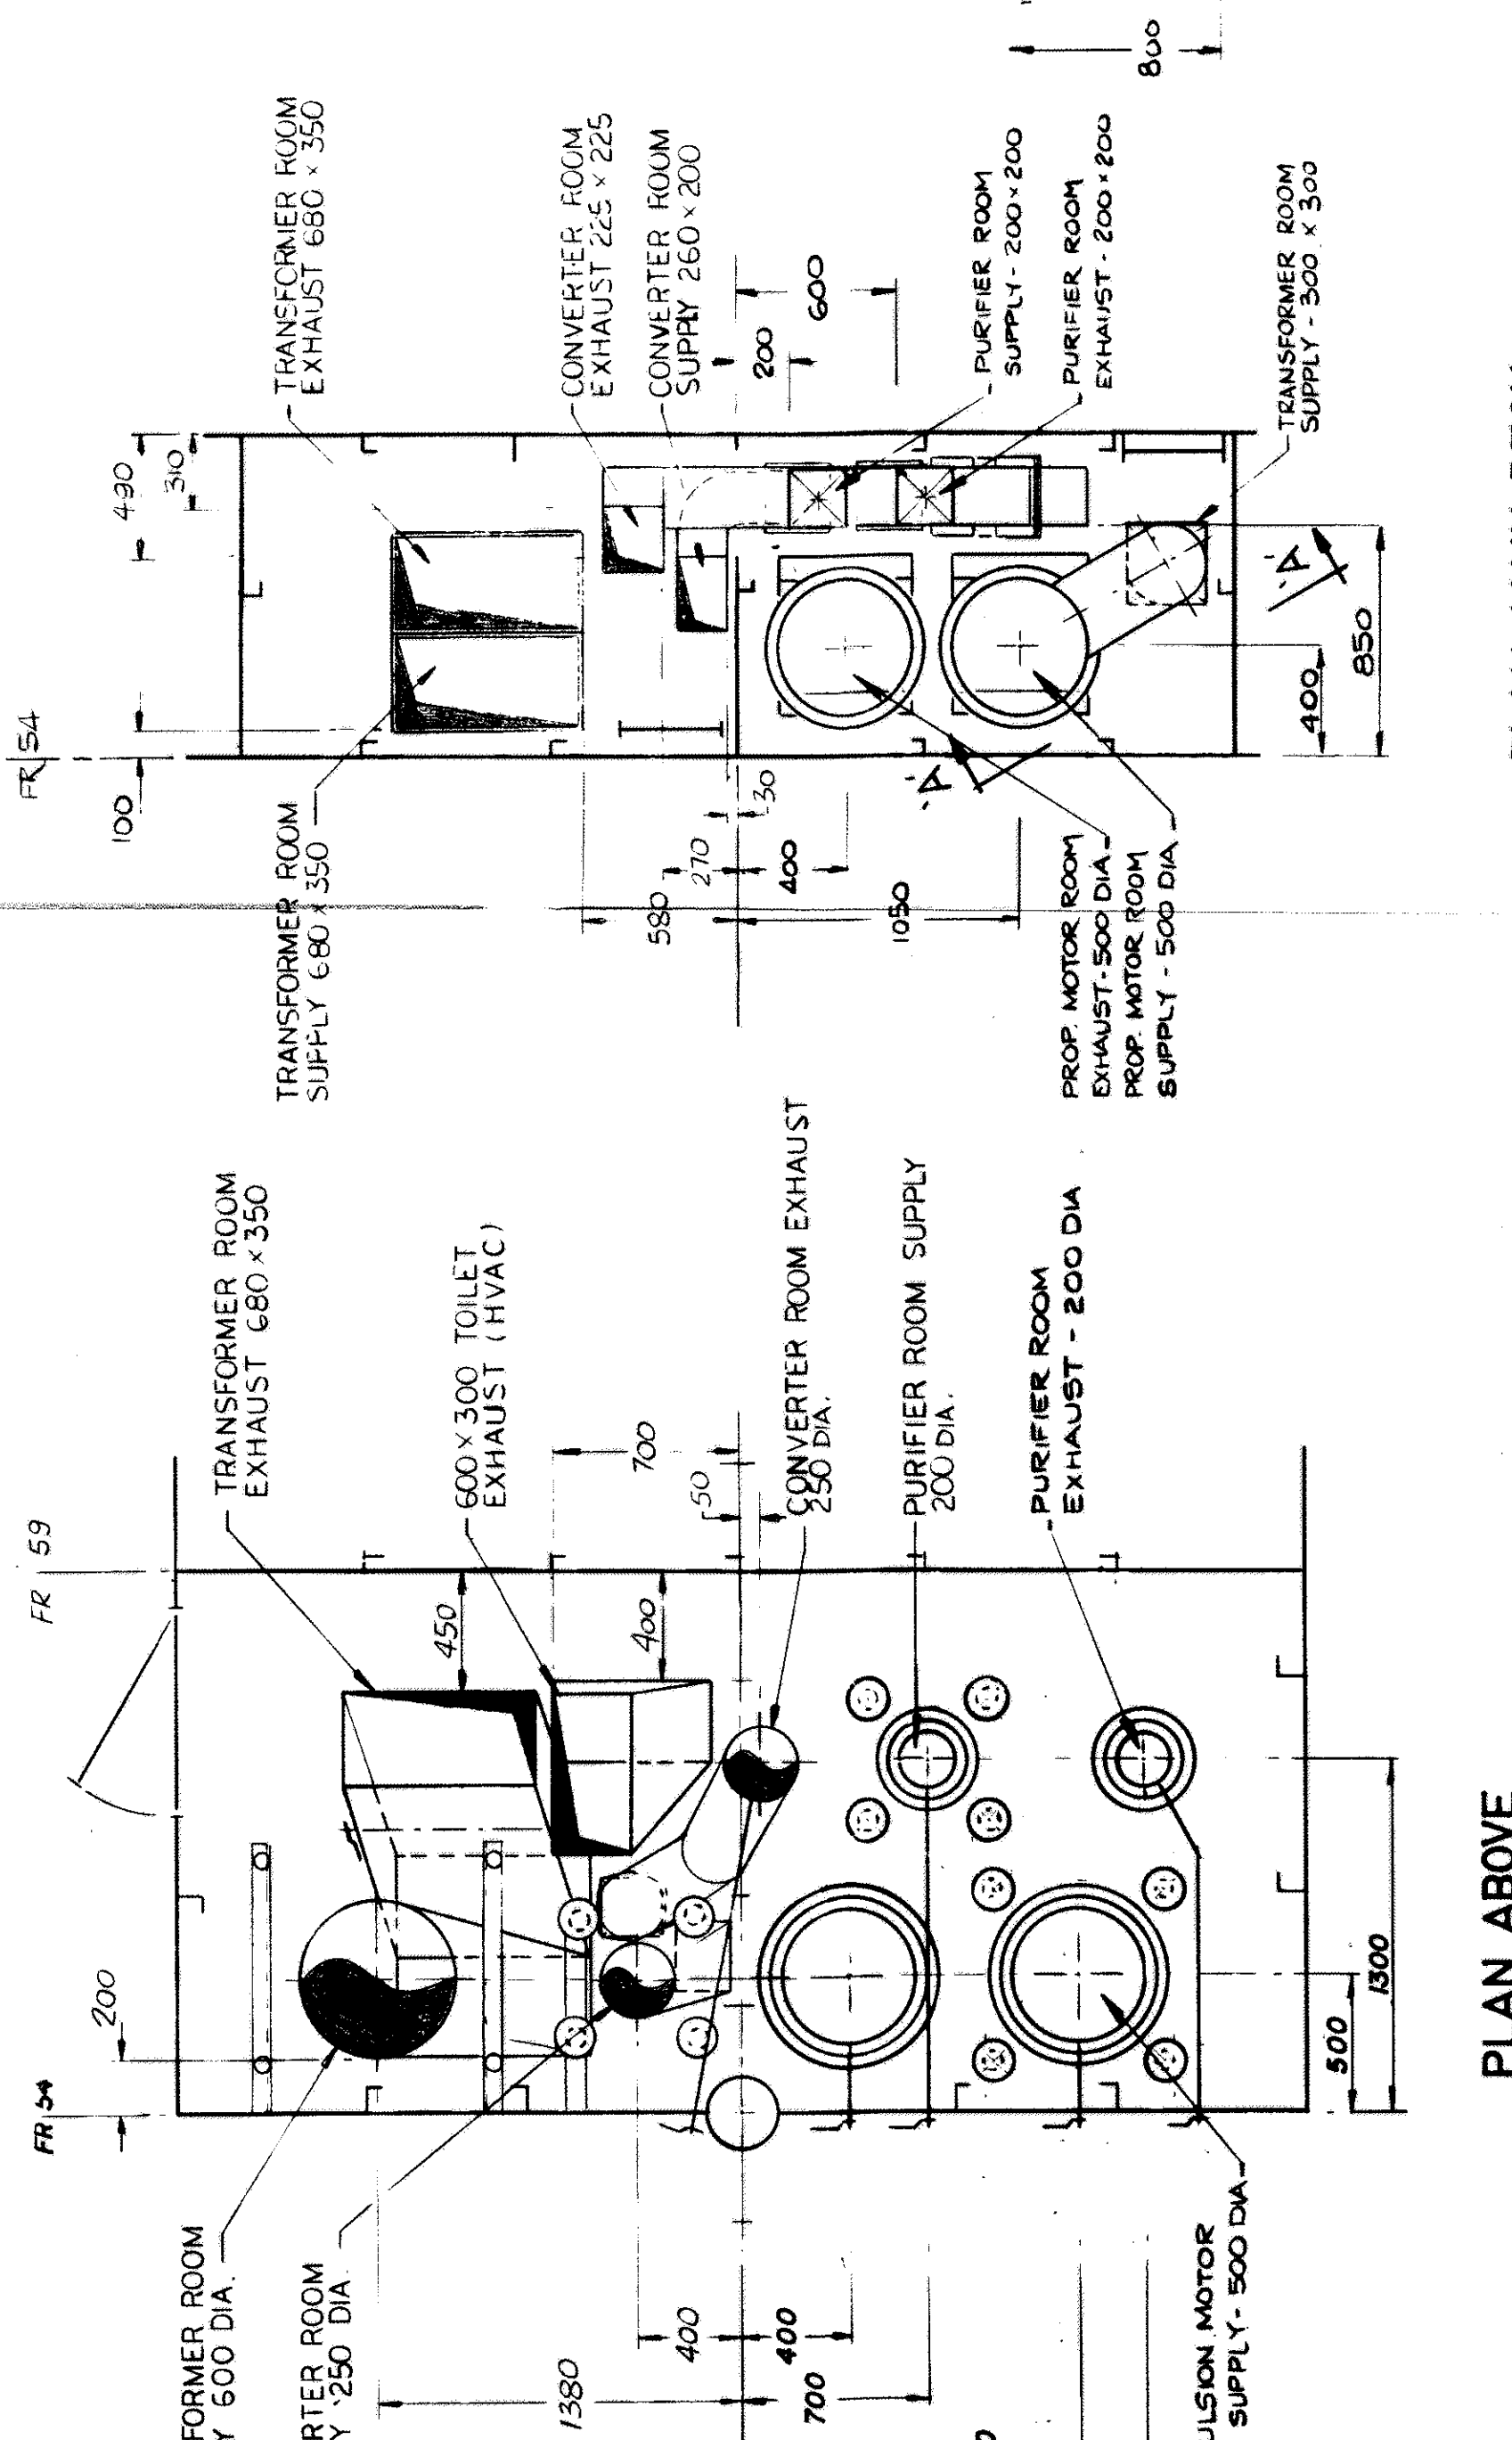 FR 54
100
490
310
TRANSFORMER ROOM
EXHAUST 680 × 350
TRANSFORMER ROOM
SUPPLY 680 × 350
CONVERTER ROOM
EXHAUST 225 × 225
CONVERTER ROOM
SUPPLY 260 × 200
200
600
PURIFIER ROOM
SUPPLY - 200 × 200
PURIFIER ROOM
EXHAUST - 200 × 200
TRANSFORMER ROOM
SUPPLY - 300 × 300
800
580
270
30
400
1050
'A'
'A'
400
850
PROP. MOTOR ROOM
EXHAUST - 500 DIA
PROP. MOTOR ROOM
SUPPLY - 500 DIA
FR 59
FR 54
200
TRANSFORMER ROOM
EXHAUST 680 × 350
600 × 300 TOILET
EXHAUST (HVAC)
450
400
700
50
CONVERTER ROOM EXHAUST
250 DIA.
PURIFIER ROOM SUPPLY
200 DIA.
PURIFIER ROOM
EXHAUST - 200 DIA
FORMER ROOM
Y 600 DIA.
RTER ROOM
Y 250 DIA.
1380
400
400
700
500
1300
ULSION MOTOR
SUPPLY - 500 DIA
PLAN ABOVE